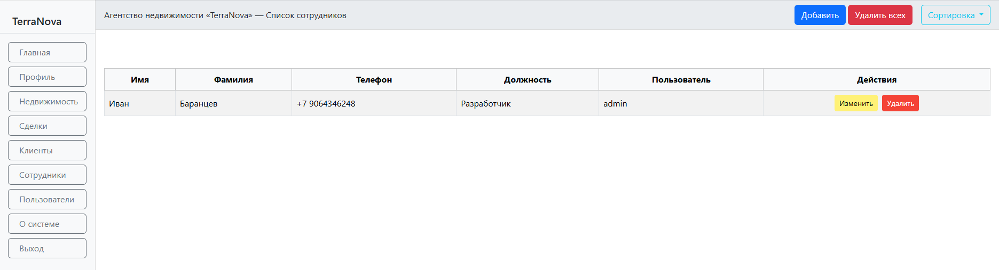 TerraNova
Главная
Профиль
Недвижимость
Сделки
Клиенты
Сотрудники
Пользователи
О системе
Выход
Агентство недвижимости «TerraNova» — Список сотрудников
Добавить Удалить всех Сортировка
Имя Фамилия Телефон Должность Пользователь Действия
Иван Баранцев +7 9064346248 Разработчик admin Изменить Удалить